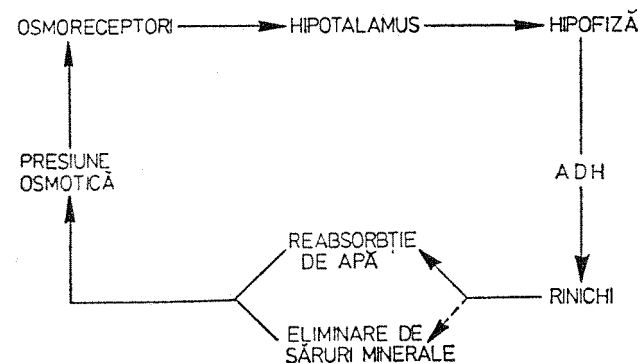 OSMORECEPTORI
HIPOTALAMUS
HIPOFIZĂ
PRESIUNE
OSMOTICĂ
ADH
REABSORBȚIE
DE APĂ
RINICHI
ELIMINARE DE
SĂRURI MINERALE